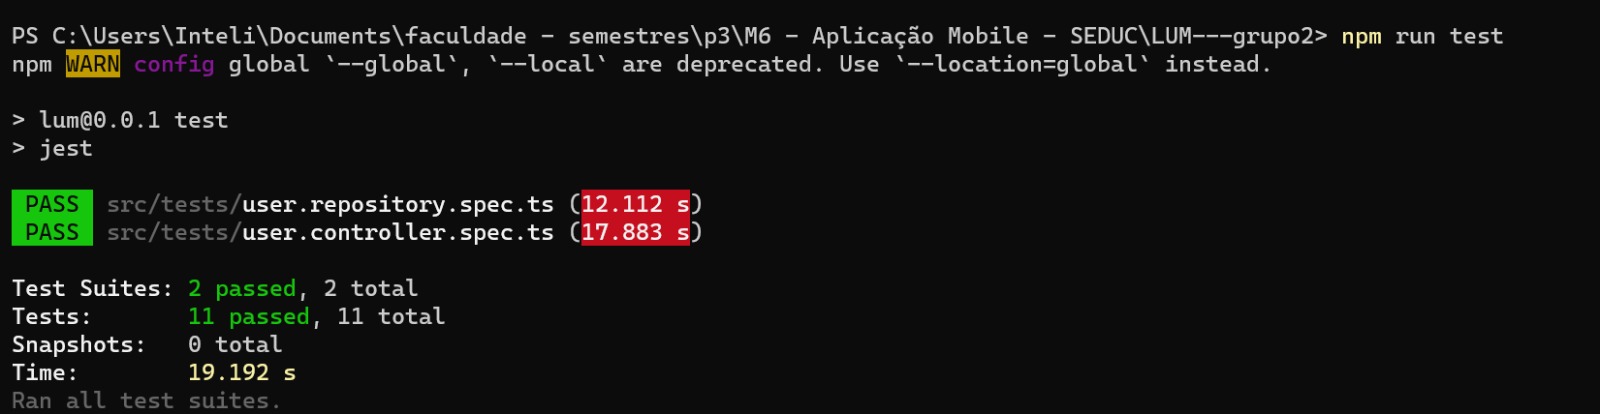 PS C:\Users\Inteli\Documents\faculdade - semestres\p3\M6 - Aplicação Mobile - SEDUC\LUM---grupo2> npm run test
npm WARN config global `--global`, `--local` are deprecated. Use `--location=global` instead.
> lum@0.0.1 test
> jest
PASS src/tests/user.repository.spec.ts (12.112 s)
PASS src/tests/user.controller.spec.ts (17.883 s)
Test Suites: 2 passed, 2 total
Tests: 11 passed, 11 total
Snapshots: 0 total
Time: 19.192 s
Ran all test suites.